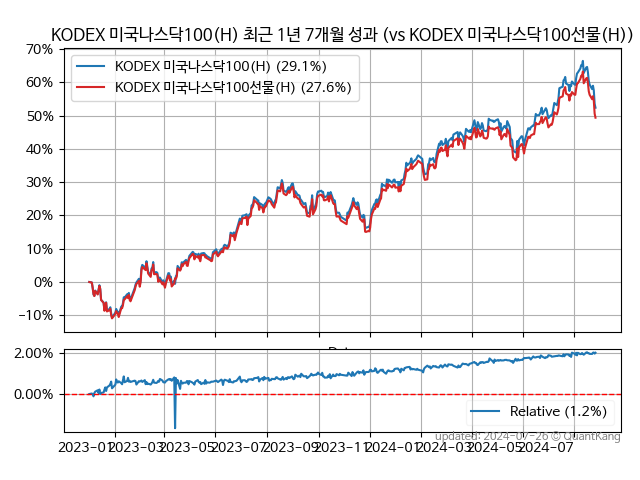 KODEX 미국나스닥100(H) 최근 1년 7개월 성과 (vs KODEX 미국나스닥100선물(H))
70%
KODEX 미국나스닥100(H) (29.1%)
KODEX 미국나스닥100선물(H) (27.6%)
60%
50%
40%
30%
20%
10%
0%
−10%
2.00%
0.00%
Relative (1.2%)
updated: 2024-07-26 © QuantKang
2023-01 2023-03 2023-05 2023-07 2023-09 2023-11 2024-01 2024-03 2024-05 2024-07